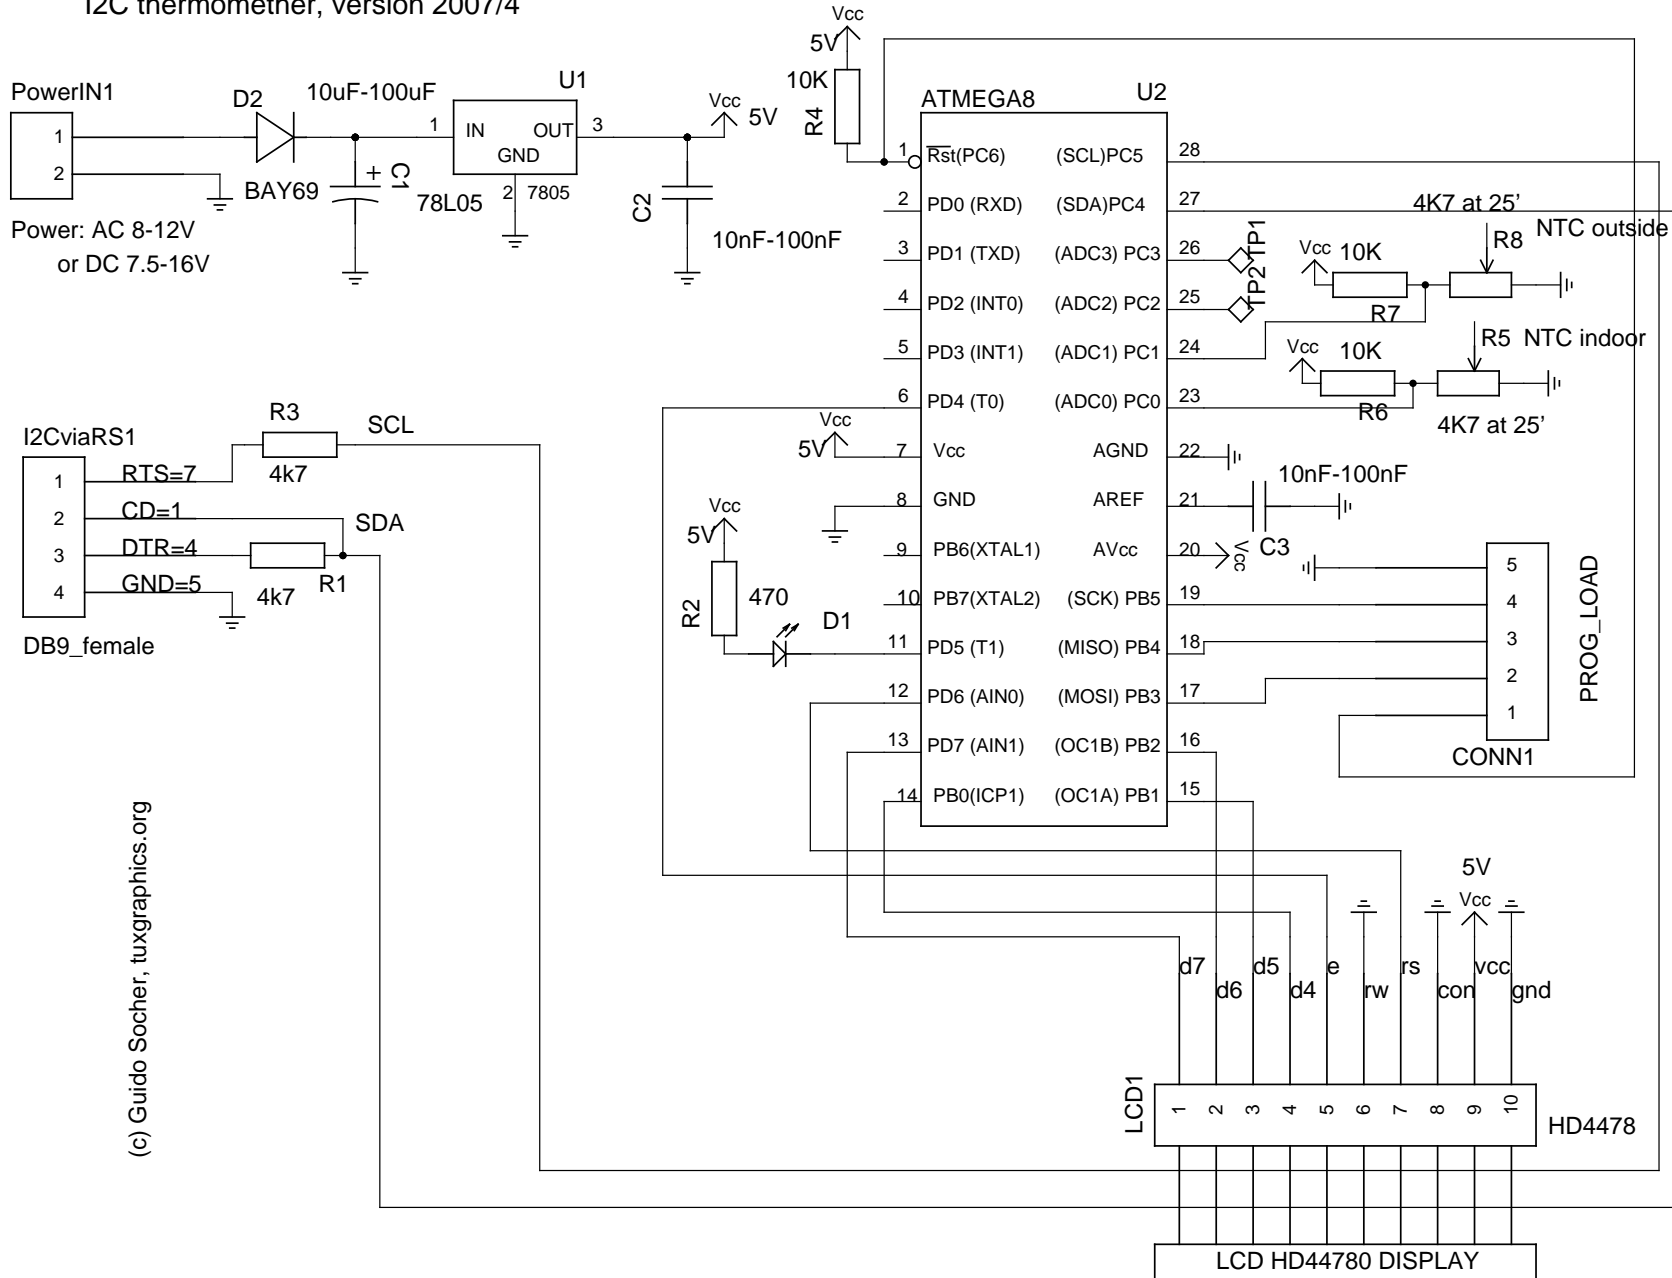 I2C thermomether, version 2007/4
PowerIN1
1
2
Power: AC 8-12V
or DC 7.5-16V
D2
BAY69
10uF-100uF
+
C1
78L05
U1
1
IN
OUT
3
GND
2
7805
Vcc
5V
C2
10nF-100nF
Vcc
5V
10K
R4
ATMEGA8
U2
1 Rst(PC6) (SCL)PC5 28
2 PD0 (RXD) (SDA)PC4 27
3 PD1 (TXD) (ADC3) PC3 26
4 PD2 (INT0) (ADC2) PC2 25
5 PD3 (INT1) (ADC1) PC1 24
6 PD4 (T0) (ADC0) PC0 23
7 Vcc AGND 22
8 GND AREF 21
9 PB6(XTAL1) AVcc 20
10 PB7(XTAL2) (SCK) PB5 19
11 PD5 (T1) (MISO) PB4 18
12 PD6 (AIN0) (MOSI) PB3 17
13 PD7 (AIN1) (OC1B) PB2 16
14 PB0(ICP1) (OC1A) PB1 15
TP1
TP2
4K7 at 25'
Vcc
10K
R8
NTC outside
R7
Vcc
10K
R5
NTC indoor
R6
4K7 at 25'
10nF-100nF
C3
Vcc
Vcc
5V
I2CviaRS1
1
RTS=7
2
CD=1
3
DTR=4
4
GND=5
DB9_female
R3
4k7
SCL
SDA
4k7
R1
Vcc
5V
R2
470
D1
5
4
3
2
1
PROG_LOAD
CONN1
(c) Guido Socher, tuxgraphics.org
5V
Vcc
d7
d6
d5
d4
e
rw
rs
con
vcc
gnd
LCD1
1 2 3 4 5 6 7 8 9 10
HD4478
LCD HD44780 DISPLAY